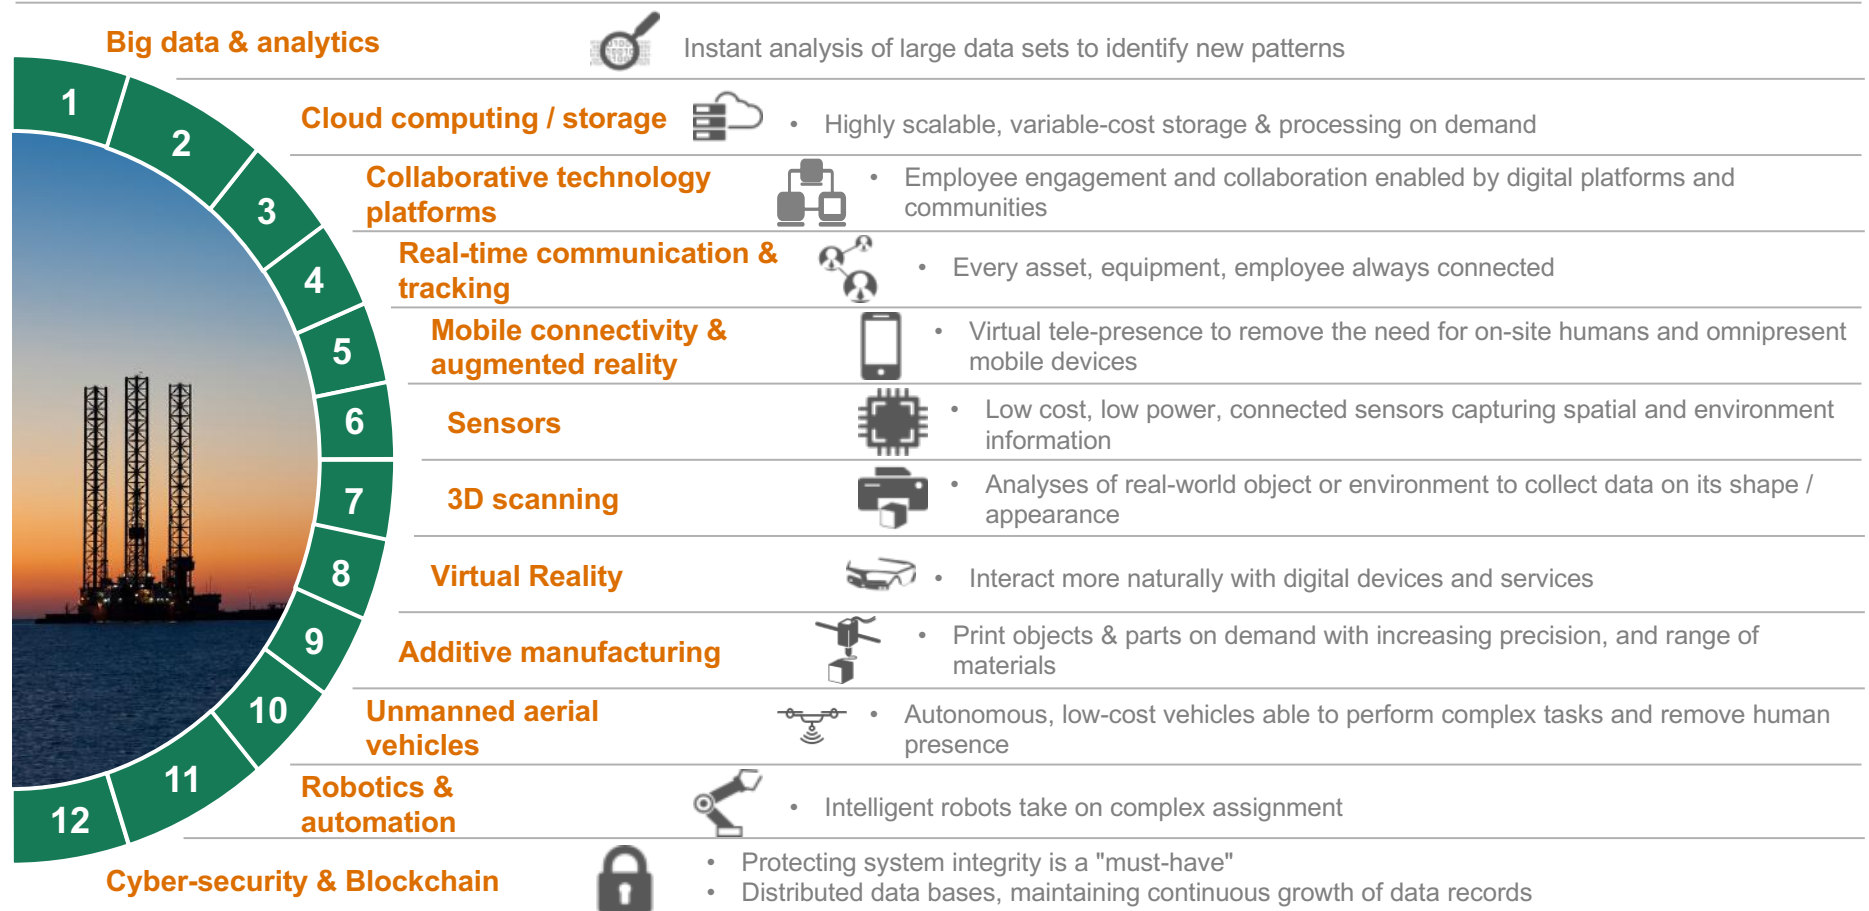 Big data & analytics
Instant analysis of large data sets to identify new patterns
1
Cloud computing / storage
• Highly scalable, variable-cost storage & processing on demand
2
Collaborative technology
platforms
• Employee engagement and collaboration enabled by digital platforms and
communities
3
Real-time communication &
tracking
• Every asset, equipment, employee always connected
4
Mobile connectivity &
augmented reality
• Virtual tele-presence to remove the need for on-site humans and omnipresent
mobile devices
5
Sensors
• Low cost, low power, connected sensors capturing spatial and environment
information
6
3D scanning
• Analyses of real-world object or environment to collect data on its shape /
appearance
7
Virtual Reality
• Interact more naturally with digital devices and services
8
Additive manufacturing
• Print objects & parts on demand with increasing precision, and range of
materials
9
Unmanned aerial
vehicles
• Autonomous, low-cost vehicles able to perform complex tasks and remove human
presence
10
Robotics &
automation
• Intelligent robots take on complex assignment
11
Cyber-security & Blockchain
• Protecting system integrity is a "must-have"
• Distributed data bases, maintaining continuous growth of data records
12